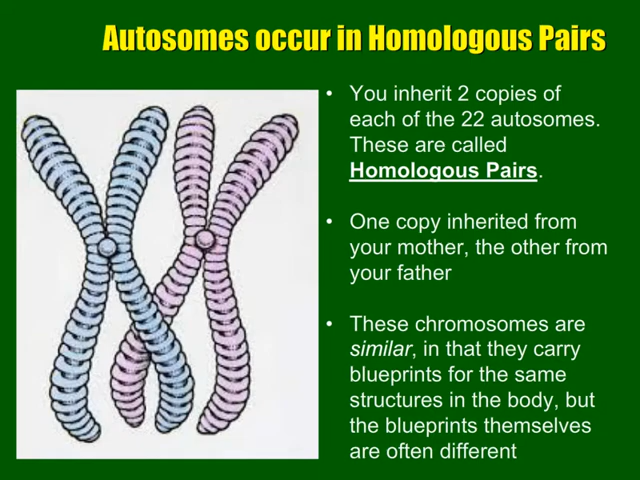 Autosomes occur in Homologous Pairs
• You inherit 2 copies of
each of the 22 autosomes.
These are called
Homologous Pairs.
• One copy inherited from
your mother, the other from
your father
• These chromosomes are
similar, in that they carry
blueprints for the same
structures in the body, but
the blueprints themselves
are often different